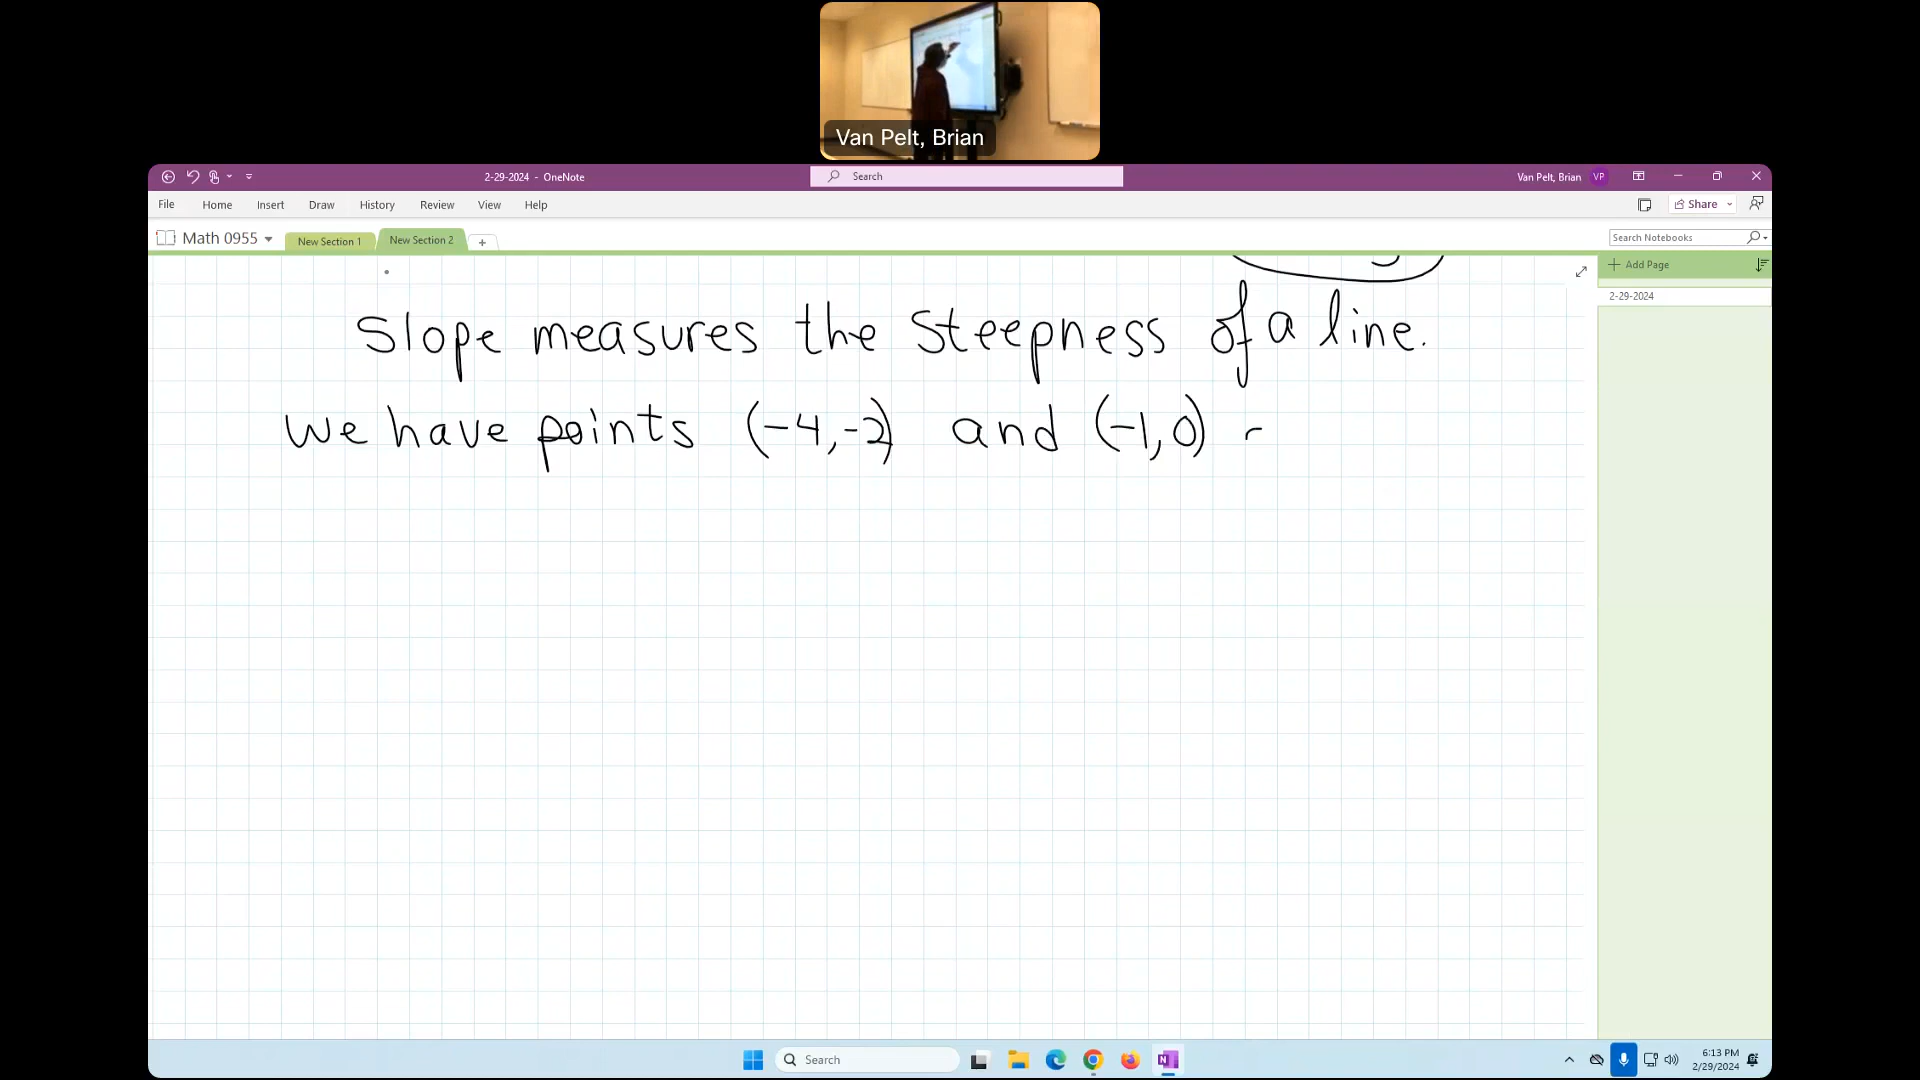 Van Pelt, Brian
2-29-2024 - OneNote
Search
Van Pelt, Brian VP
File Home Insert Draw History Review View Help
Share
Math 0955 New Section 1 New Section 2 +
Search Notebooks
Add Page
2-29-2024
Slope measures the steepness of a line.
We have points (-4,-2) and (-1,0)
Search
6:13 PM
2/29/2024